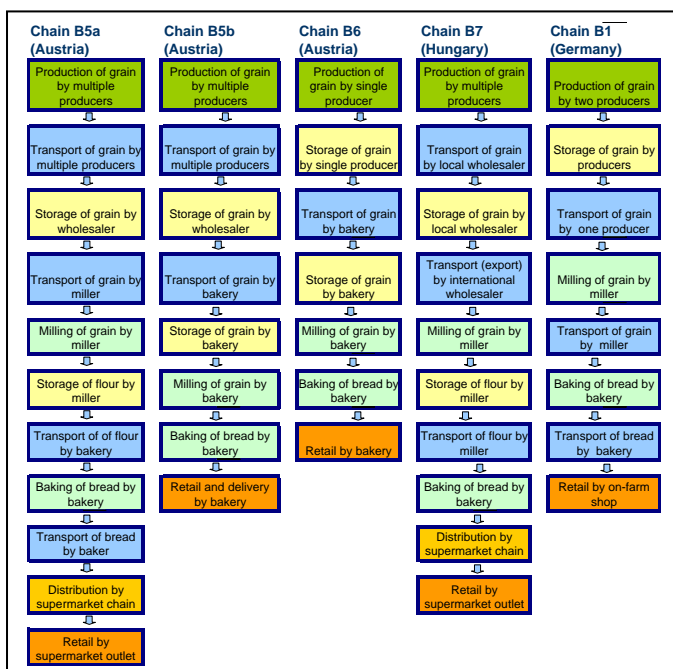 Chain B5a
(Austria)
Production of grain
by multiple
producers
Transport of grain by
multiple producers
Storage of grain by
wholesaler
Transport of grain by
miller
Milling of grain by
miller
Storage of flour by
miller
Transport of of flour
by bakery
Baking of bread by
bakery
Transport of bread
by baker
Distribution by
supermarket chain
Retail by
supermarket outlet
Chain B5b
(Austria)
Production of grain
by multiple
producers
Transport of grain by
multiple producers
Storage of grain by
wholesaler
Transport of grain by
bakery
Storage of grain by
bakery
Milling of grain by
bakery
Baking of bread by
bakery
Retail and delivery
by bakery
Chain B6
(Austria)
Production of
grain by single
producer
Storage of grain
by single producer
Transport of grain
by bakery
Storage of grain
by bakery
Milling of grain by
bakery
Baking of bread by
bakery
Retail by bakery
Chain B7
(Hungary)
Production of grain
by multiple
producers
Transport of grain
by local wholesaler
Storage of grain by
local wholesaler
Transport (export)
by international
wholesaler
Milling of grain by
miller
Storage of flour by
miller
Transport of flour by
miller
Baking of bread by
bakery
Distribution by
supermarket chain
Retail by
supermarket outlet
Chain B1
(Germany)
Production of grain
by two producers
Storage of grain by
producers
Transport of grain
by one producer
Milling of grain by
miller
Transport of grain
by miller
Baking of bread by
bakery
Transport of bread
by bakery
Retail by on-farm
shop